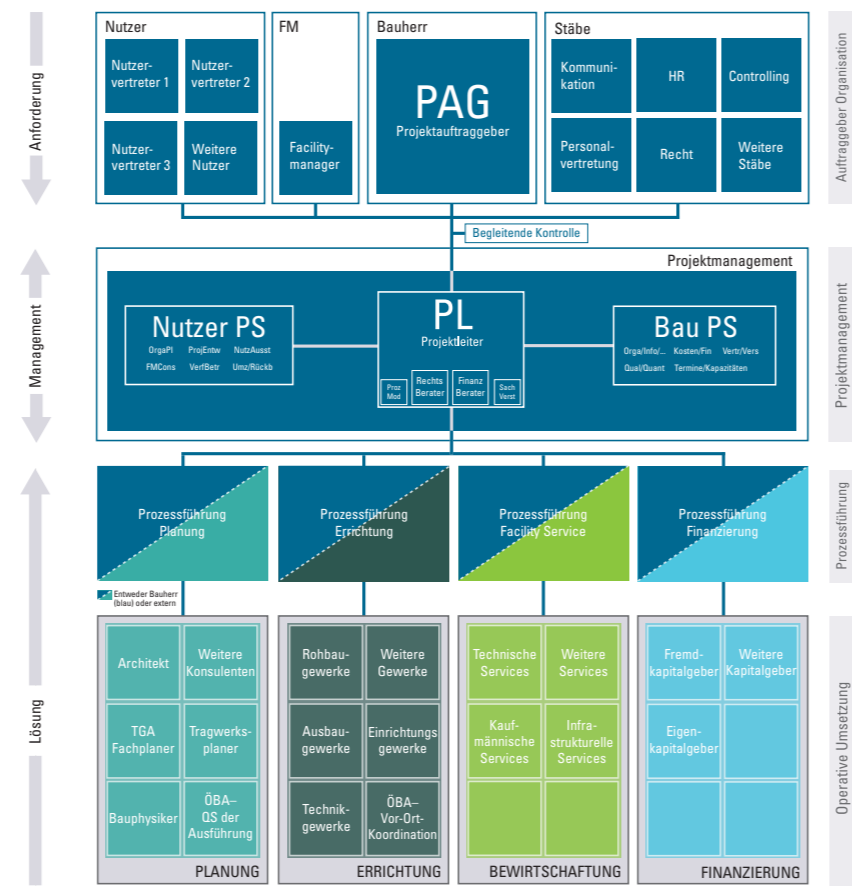 Nutzer
Nutzer-
vertreter 1
Nutzer-
vertreter 2
Nutzer-
vertreter 3
Weitere
Nutzer
FM
Facility-
manager
Bauherr
PAG
Projektauftraggeber
Stäbe
Kommuni-
kation
HR
Controlling
Personal-
vertretung
Recht
Weitere
Stäbe
Anforderung
Auftraggeber Organisation
Begleitende Kontrolle
Projektmanagement
Nutzer PS
OrgaPl ProjEntw NutzAusst
FMCons VerfBetr Umz/Rückb
PL
Projektleiter
Proz
Mod
Rechts
Berater
Finanz
Berater
Sach
Verst
Bau PS
Orga/Info/... Kosten/Fin Vertr/Vers
Qual/Quant Termine/Kapazitäten
Management
Projektmanagement
Prozessführung
Planung
Prozessführung
Errichtung
Prozessführung
Facility Service
Prozessführung
Finanzierung
Prozessführung
Entweder Bauherr
(blau) oder extern
Lösung
Architekt
Weitere
Konsulenten
TGA
Fachplaner
Tragwerks-
planer
Bauphysiker
ÖBA–
QS der
Ausführung
PLANUNG
Rohbau-
gewerke
Weitere
Gewerke
Ausbau-
gewerke
Einrichtungs
gewerke
Technik-
gewerke
ÖBA–
Vor-Ort-
Koordination
ERRICHTUNG
Technische
Services
Weitere
Services
Kauf-
männische
Services
Infra-
strukturelle
Services
BEWIRTSCHAFTUNG
Fremd-
kapitalgeber
Weitere
Kapitalgeber
Eigen-
kapitalgeber
FINANZIERUNG
Operative Umsetzung